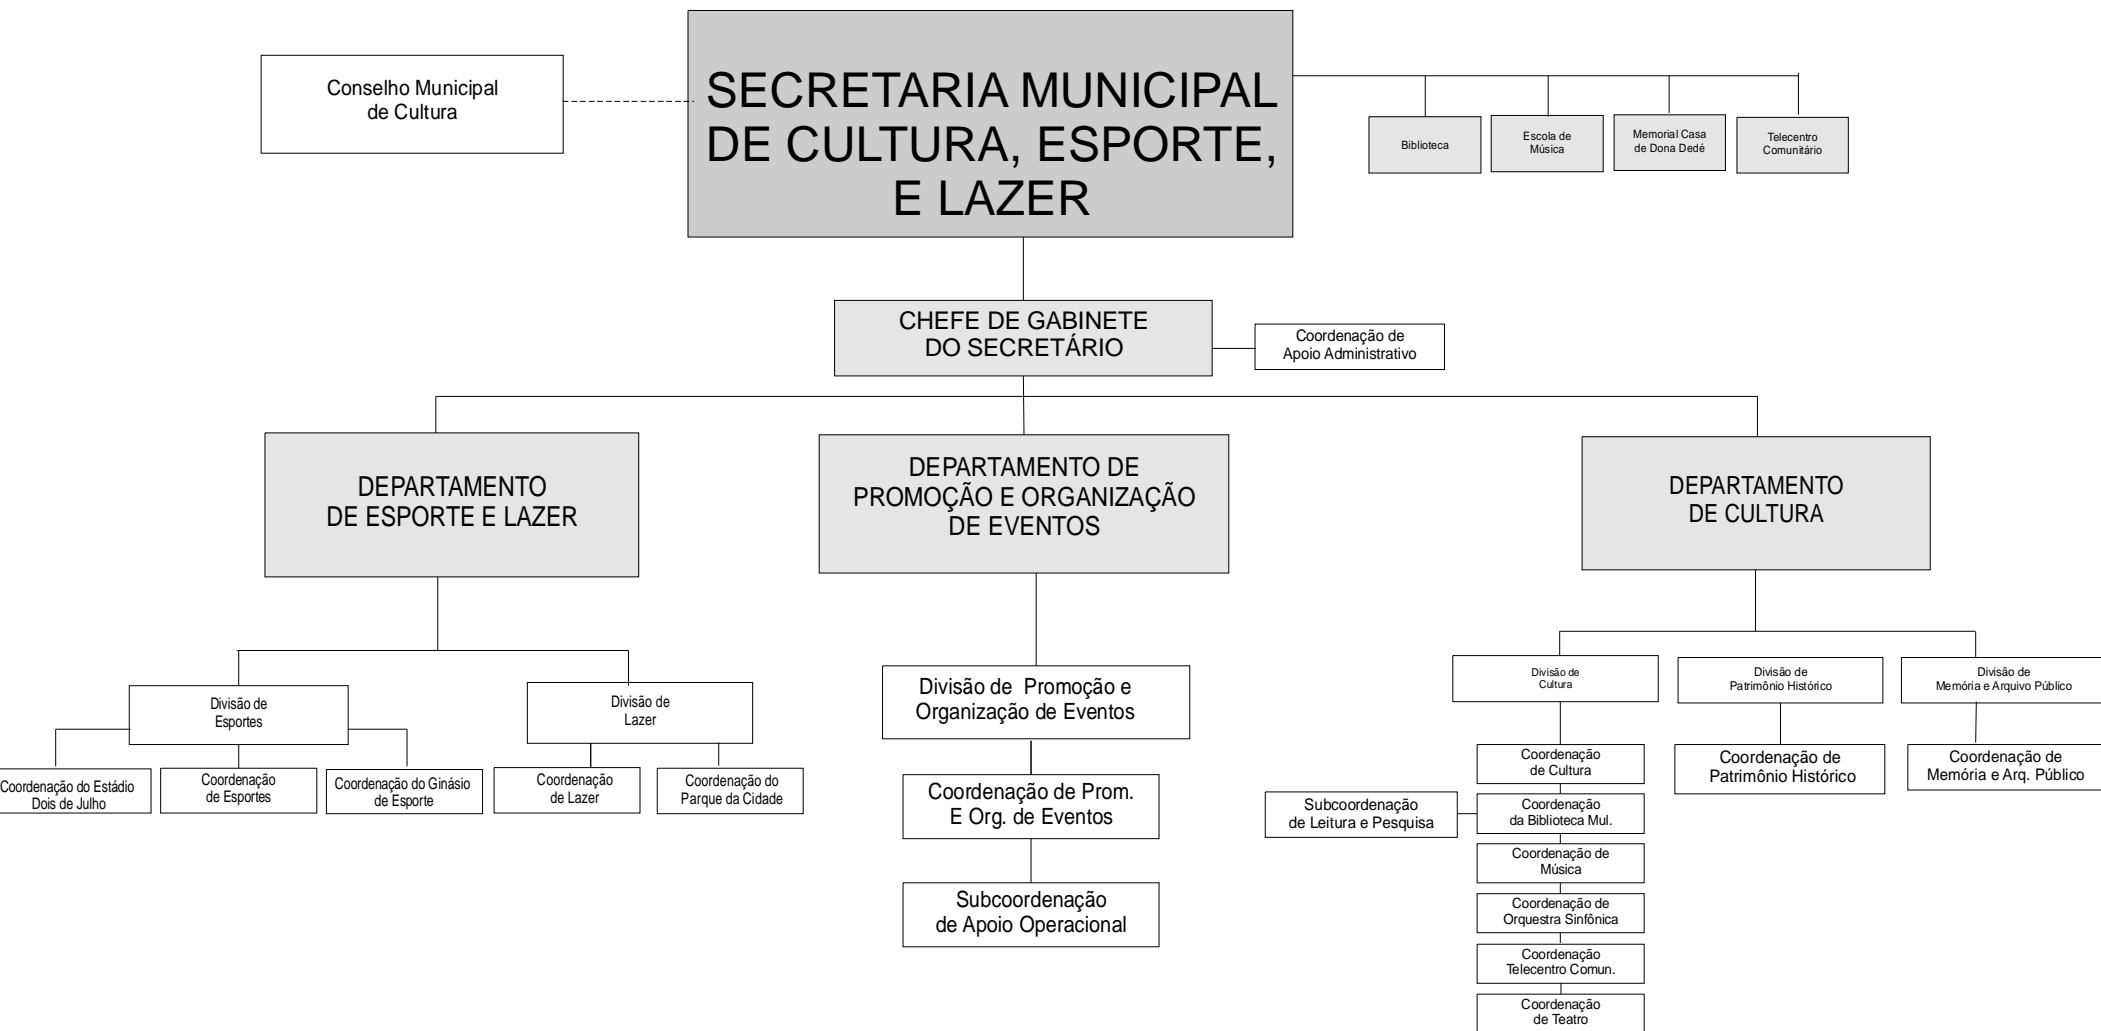 Conselho Municipal
de Cultura
SECRETARIA MUNICIPAL
DE CULTURA, ESPORTE,
E LAZER
Biblioteca
Escola de
Música
Memorial Casa
de Dona Dedé
Telecentro
Comunitário
CHEFE DE GABINETE
DO SECRETÁRIO
Coordenação de
Apoio Administrativo
DEPARTAMENTO
DE ESPORTE E LAZER
DEPARTAMENTO DE
PROMOÇÃO E ORGANIZAÇÃO
DE EVENTOS
DEPARTAMENTO
DE CULTURA
Divisão de
Esportes
Divisão de
Lazer
Coordenação do Estádio
Dois de Julho
Coordenação
de Esportes
Coordenação do Ginásio
de Esporte
Coordenação
de Lazer
Coordenação do
Parque da Cidade
Divisão de Promoção e
Organização de Eventos
Coordenação de Prom.
E Org. de Eventos
Subcoordenação
de Apoio Operacional
Divisão de
Cultura
Divisão de
Patrimônio Histórico
Divisão de
Memória e Arquivo Público
Coordenação
de Cultura
Coordenação de
Patrimônio Histórico
Coordenação de
Memória e Arq. Público
Subcoordenação
de Leitura e Pesquisa
Coordenação
da Biblioteca Mul.
Coordenação de
Música
Coordenação de
Orquestra Sinfônica
Coordenação
Telecentro Comun.
Coordenação
de Teatro